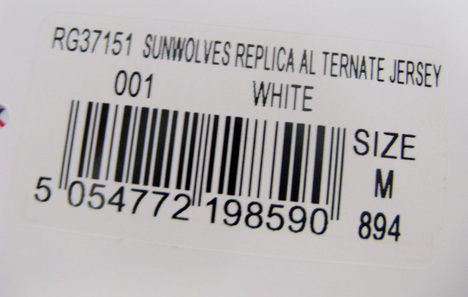 RG37151 SUNWOLVES REPLICA AL TERNATE JERSEY
001 WHITE
SIZE
M
894
5 054772 198590